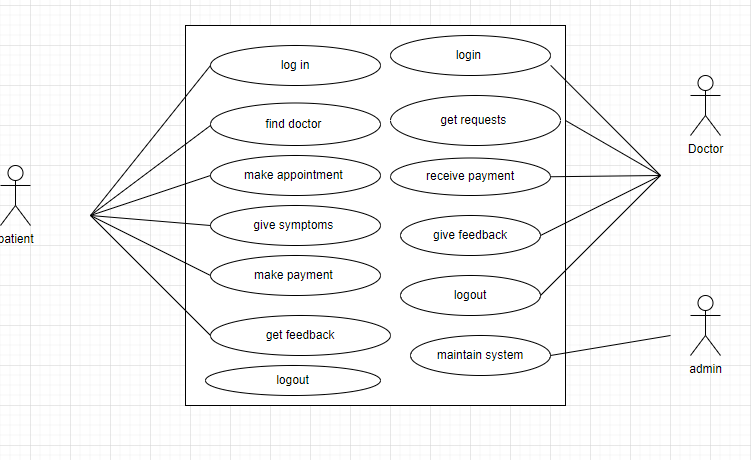 log in
find doctor
make appointment
give symptoms
make payment
get feedback
logout
login
get requests
receive payment
give feedback
logout
maintain system
patient
Doctor
admin